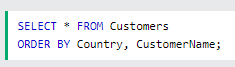 SELECT * FROM Customers
ORDER BY Country, CustomerName;